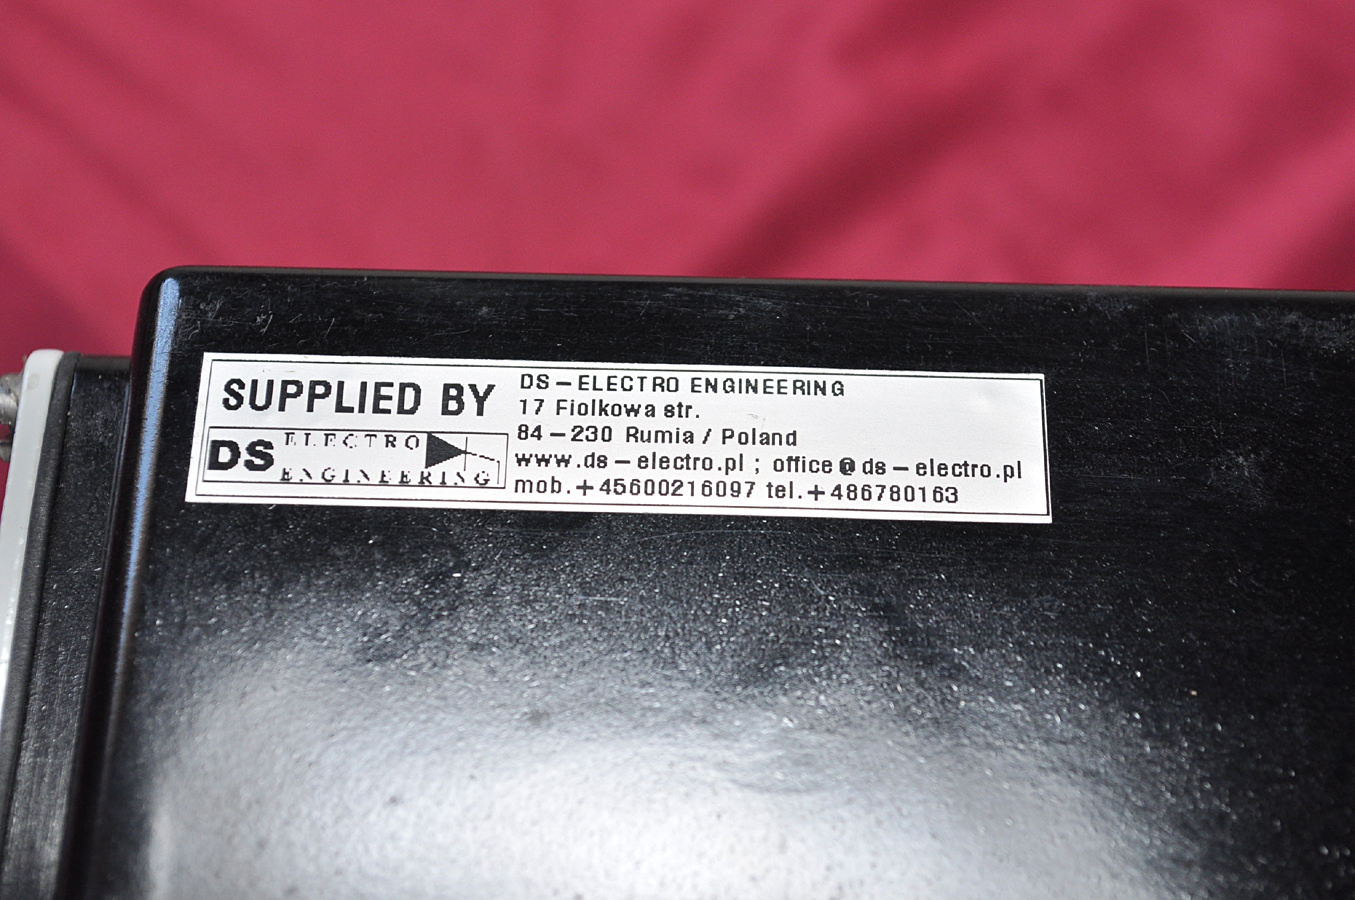 SUPPLIED BY
DS ELECTRO
ENGINEERING
DS-ELECTRO ENGINEERING
17 Fiolkowa str.
84-230 Rumia / Poland
www.ds-electro.pl ; office@ds-electro.pl
mob.+45600216097 tel.+486780163